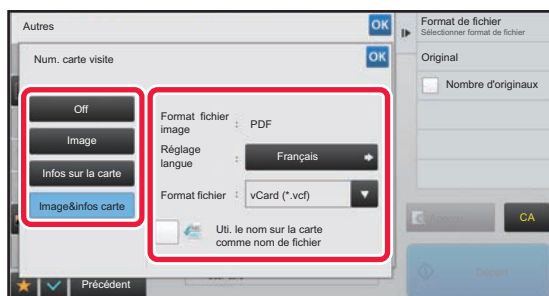 Autres
OK
Num. carte visite
OK
Off
Image
Infos sur la carte
Image&infos carte
Format fichier
image
:
PDF
Réglage
langue
:
Français
Format fichier :
vCard (*.vcf)
Uti. le nom sur la carte
comme nom de fichier
Précédent
Format de fichier
Sélectionner format de fichier
Original
Nombre d'originaux
CA
Départ